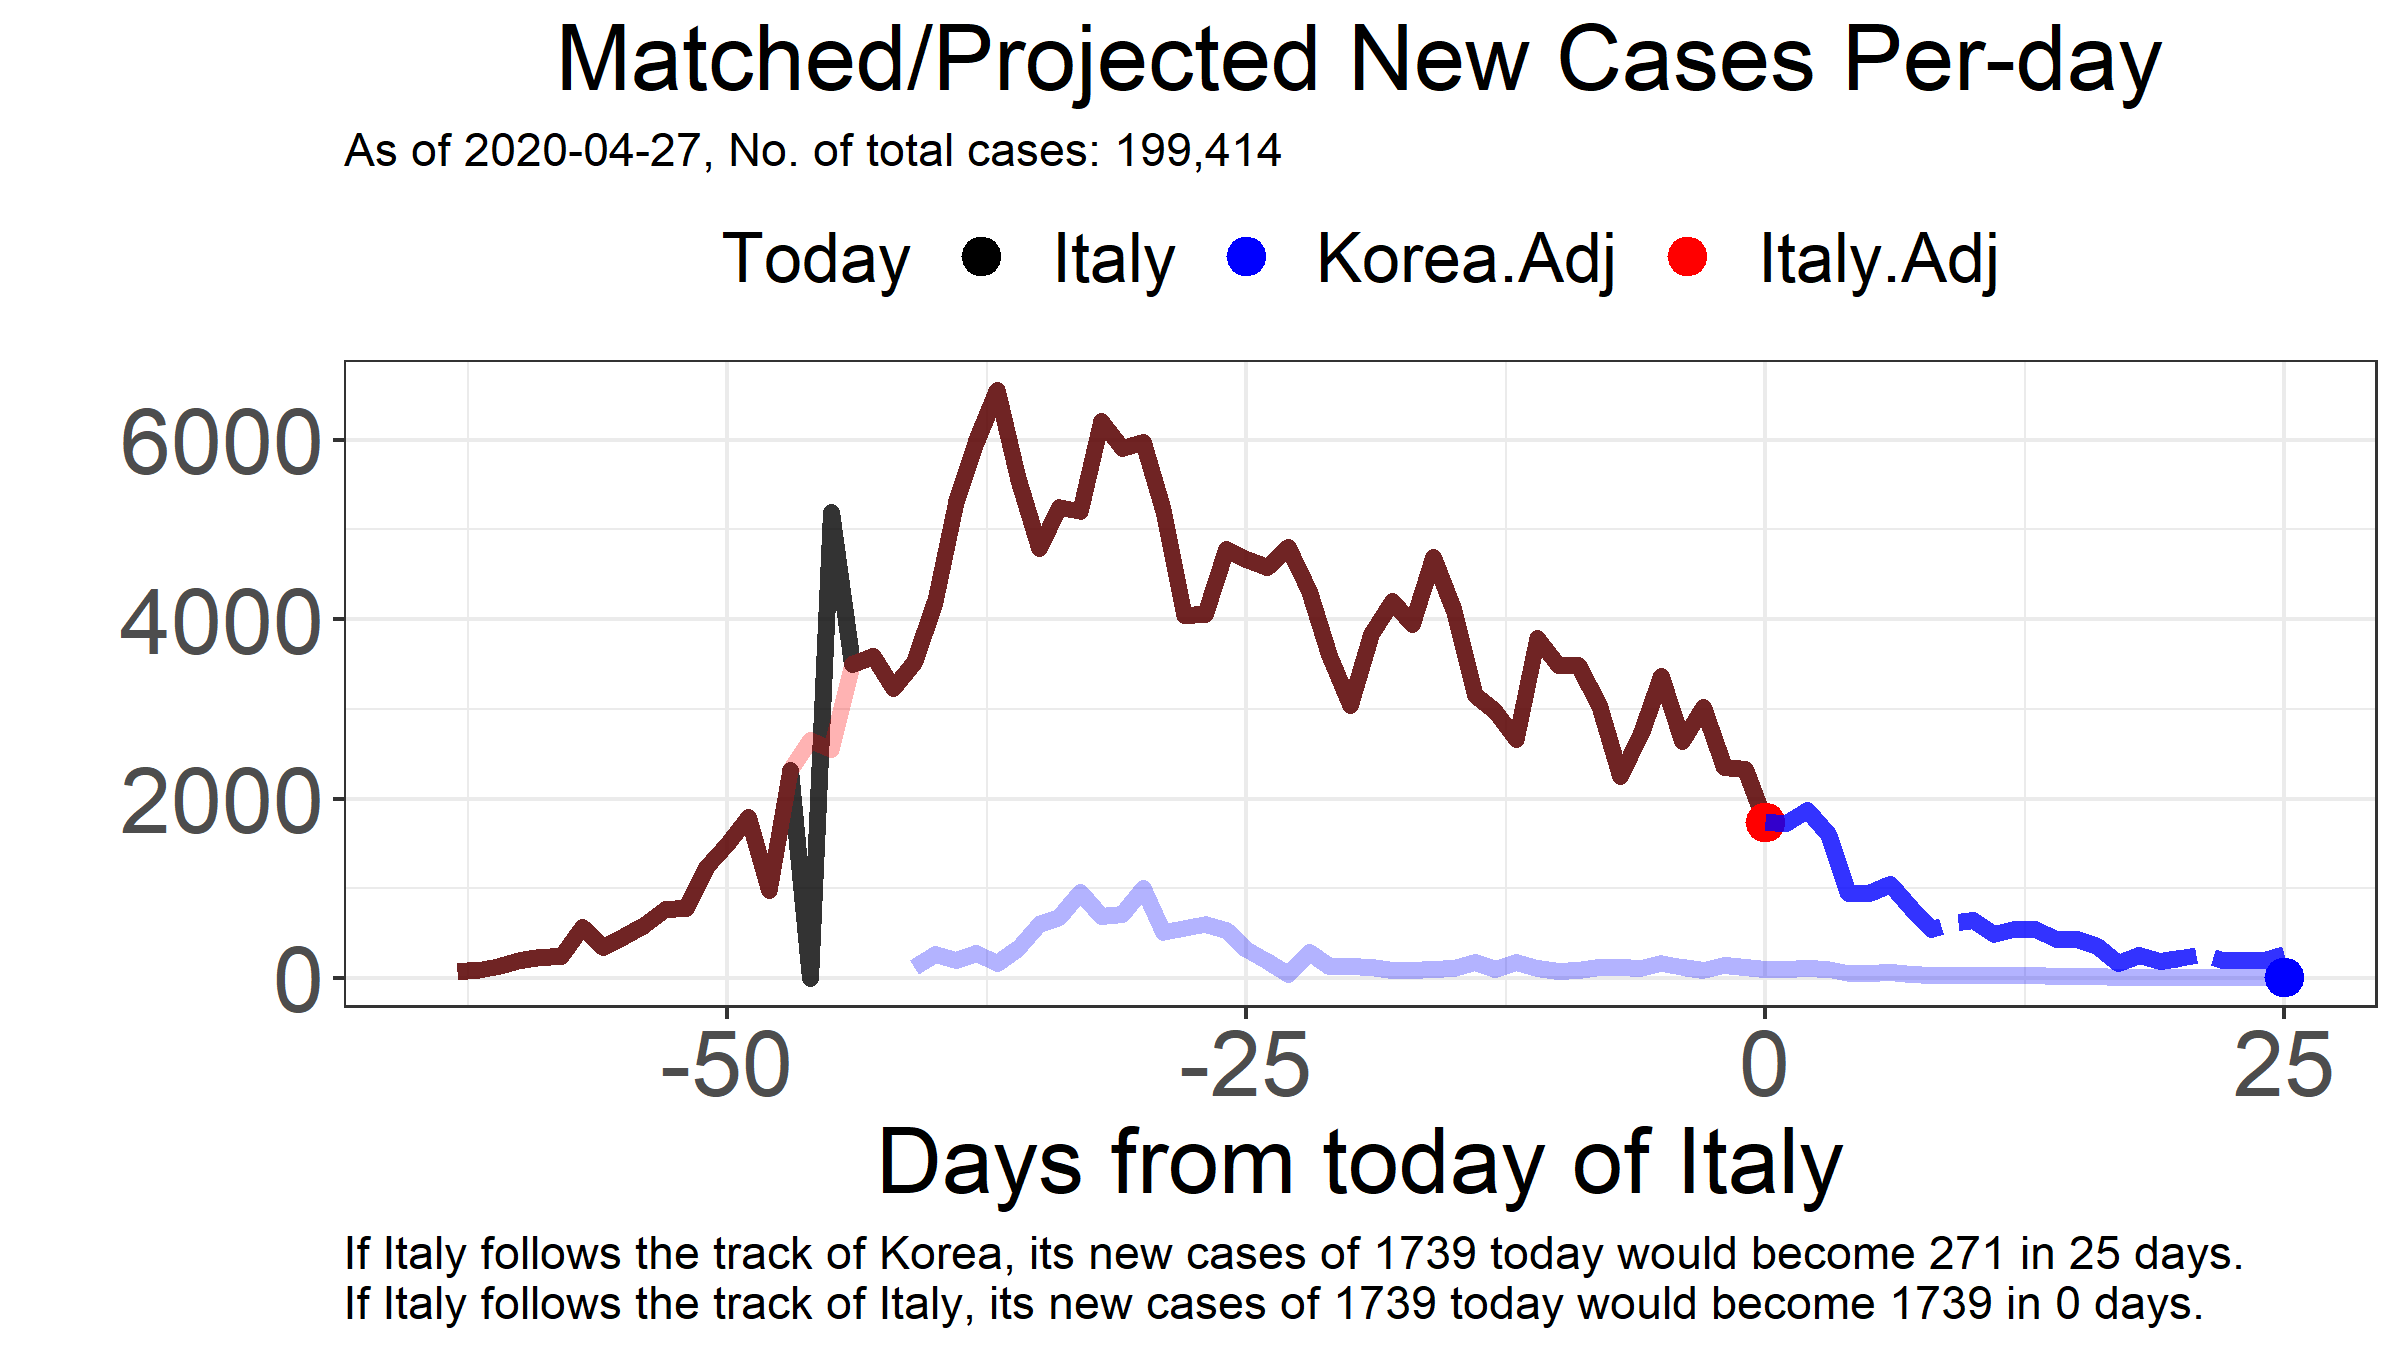 Matched/Projected New Cases Per-day
As of 2020-04-27, No. of total cases: 199,414
Today Italy Korea.Adj Italy.Adj
6000
4000
2000
0
-50 -25 0 25
Days from today of Italy
If Italy follows the track of Korea, its new cases of 1739 today would become 271 in 25 days.
If Italy follows the track of Italy, its new cases of 1739 today would become 1739 in 0 days.